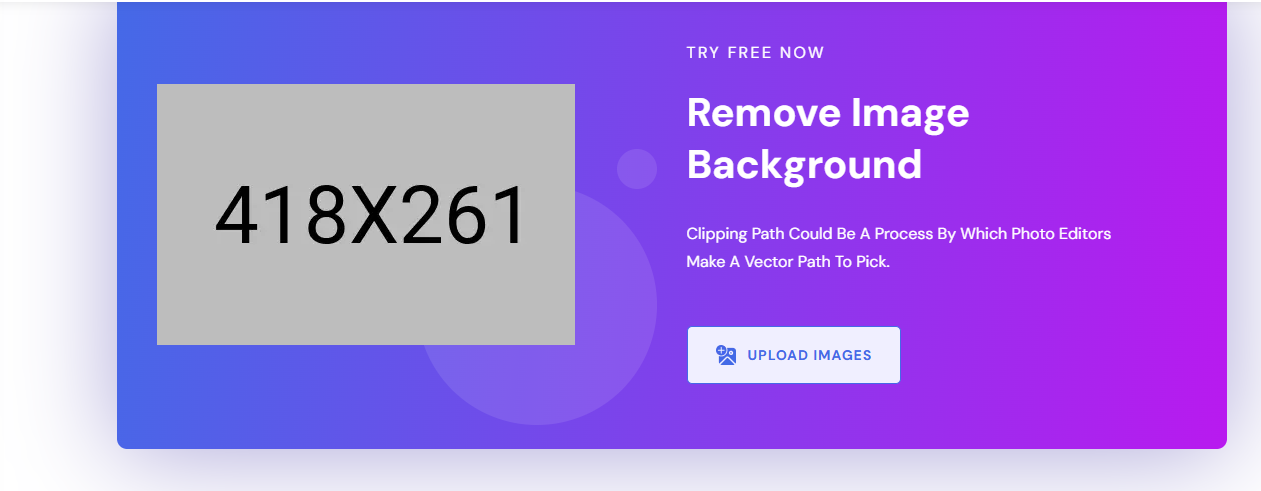 418X261
TRY FREE NOW
Remove Image
Background
Clipping Path Could Be A Process By Which Photo Editors
Make A Vector Path To Pick.
UPLOAD IMAGES